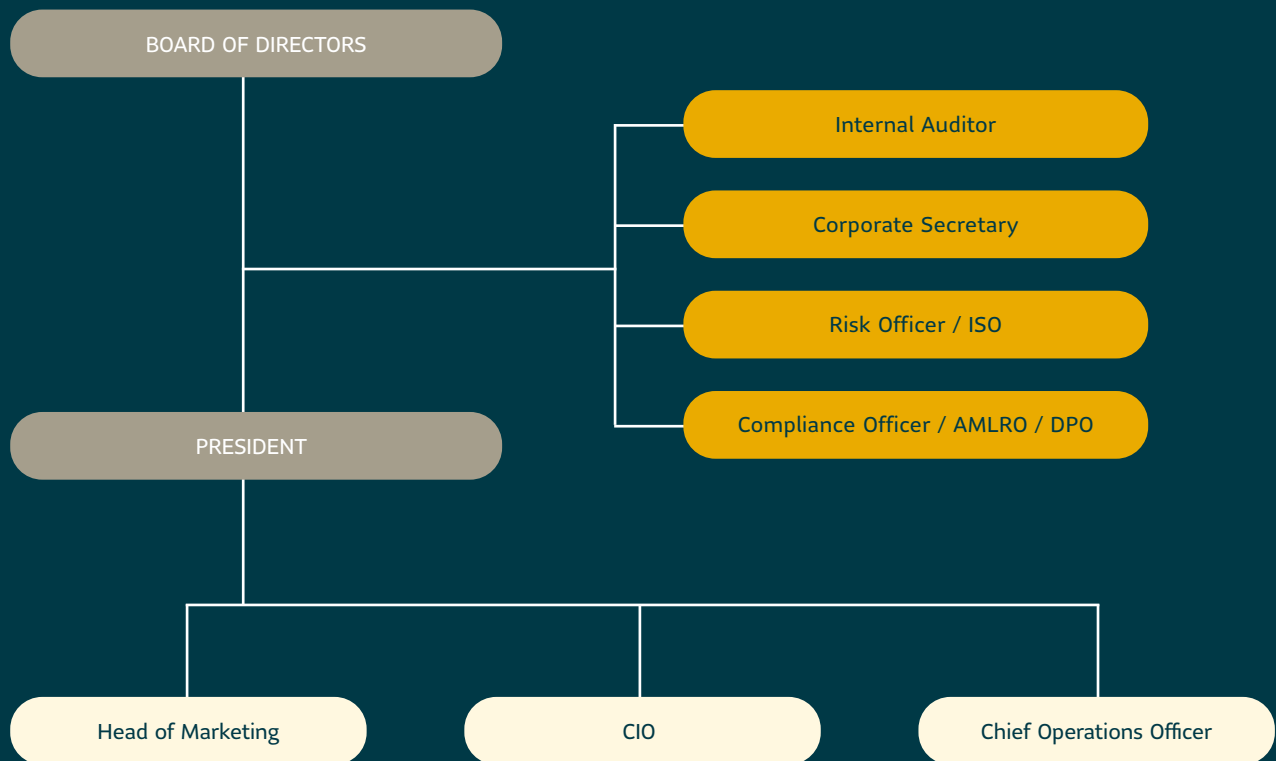 BOARD OF DIRECTORS
Internal Auditor
Corporate Secretary
Risk Officer / ISO
Compliance Officer / AMLRO / DPO
PRESIDENT
Head of Marketing
CIO
Chief Operations Officer